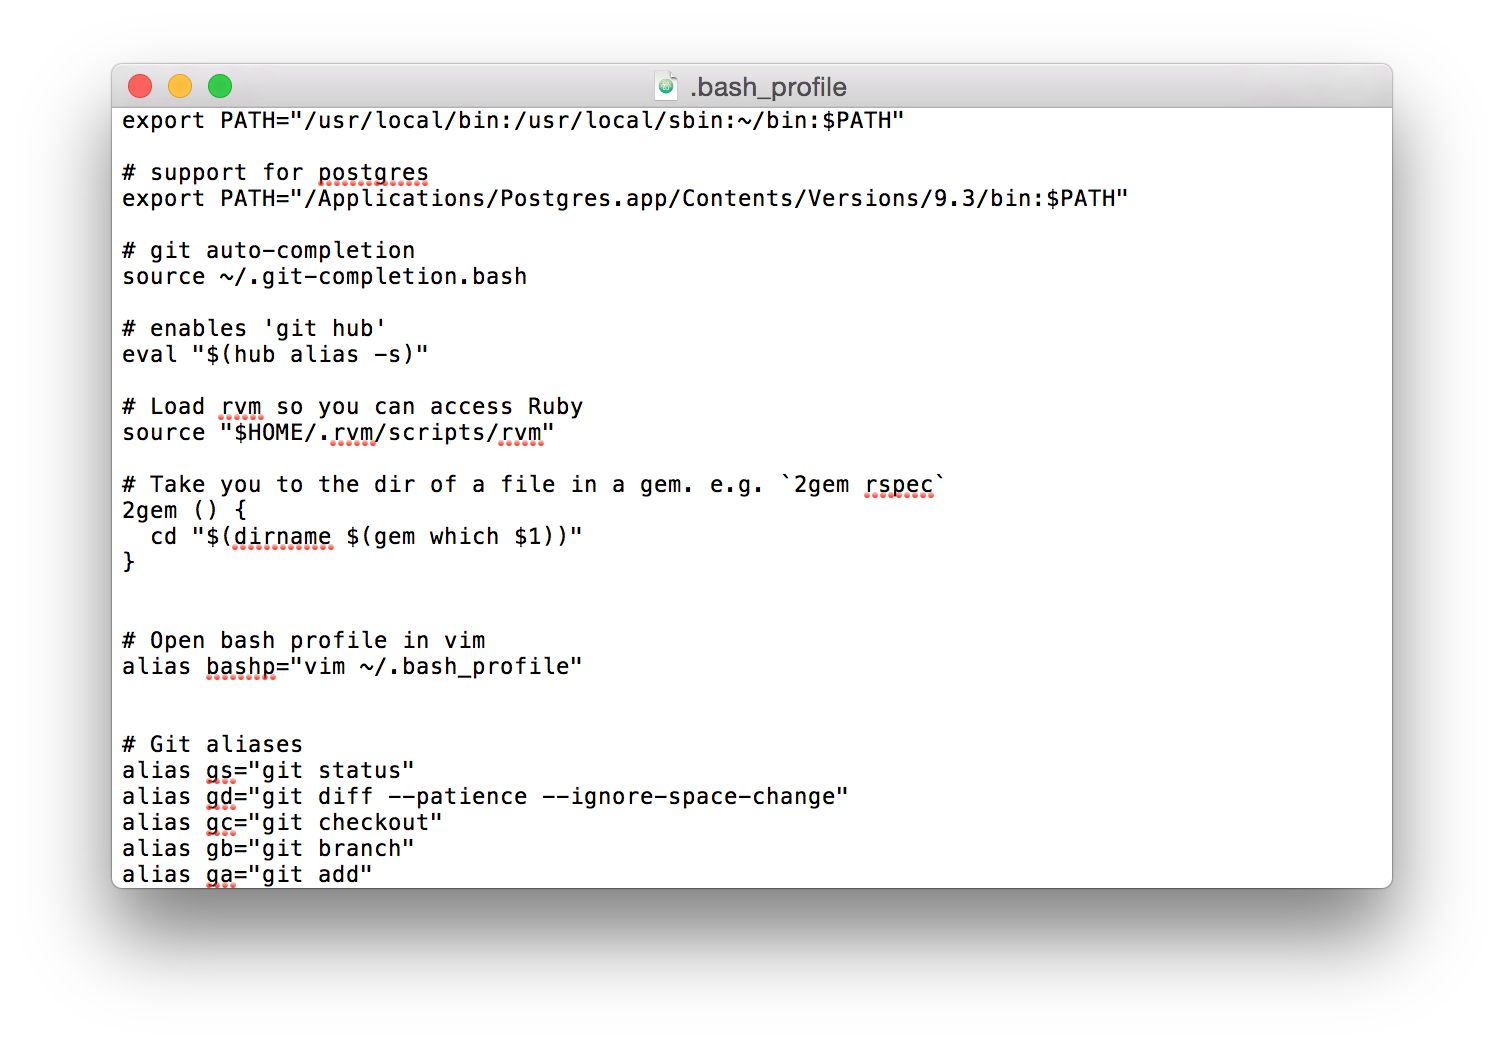 .bash_profile
export PATH="/usr/local/bin:/usr/local/sbin:~/bin:$PATH"
# support for postgres
export PATH="/Applications/Postgres.app/Contents/Versions/9.3/bin:$PATH"
# git auto-completion
source ~/.git-completion.bash
# enables 'git hub'
eval "$(hub alias -s)"
# Load rvm so you can access Ruby
source "$HOME/.rvm/scripts/rvm"
# Take you to the dir of a file in a gem. e.g. `2gem rspec`
2gem () {
  cd "$(dirname $(gem which $1))"
}
# Open bash profile in vim
alias bashp="vim ~/.bash_profile"
# Git aliases
alias gs="git status"
alias gd="git diff --patience --ignore-space-change"
alias gc="git checkout"
alias gb="git branch"
alias ga="git add"